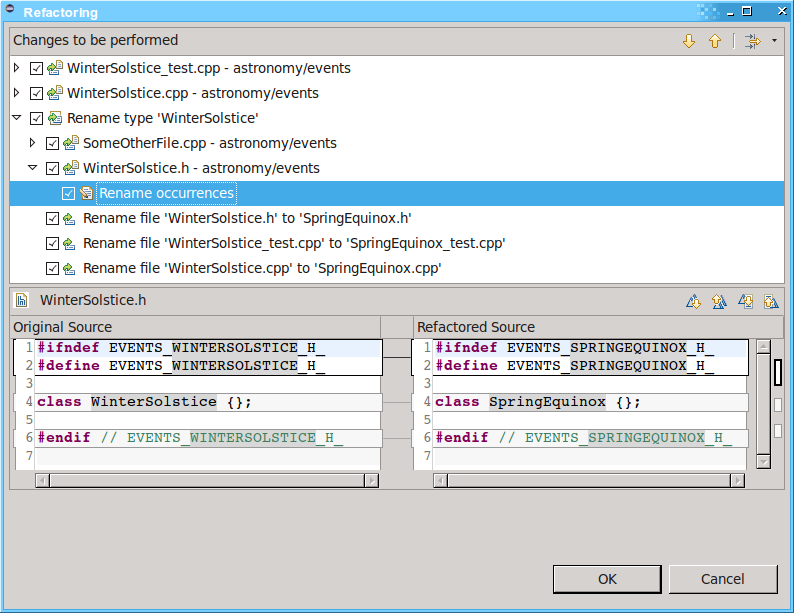 Refactoring
Changes to be performed
WinterSolstice_test.cpp - astronomy/events
WinterSolstice.cpp - astronomy/events
Rename type 'WinterSolstice'
SomeOtherFile.cpp - astronomy/events
WinterSolstice.h - astronomy/events
Rename occurrences
Rename file 'WinterSolstice.h' to 'SpringEquinox.h'
Rename file 'WinterSolstice_test.cpp' to 'SpringEquinox_test.cpp'
Rename file 'WinterSolstice.cpp' to 'SpringEquinox.cpp'
WinterSolstice.h
Original Source
1 #ifndef EVENTS_WINTERSOLSTICE_H_
2 #define EVENTS_WINTERSOLSTICE_H_
3
4 class WinterSolstice {};
5
6 #endif // EVENTS_WINTERSOLSTICE_H_
7
Refactored Source
1 #ifndef EVENTS_SPRINGEQUINOX_H_
2 #define EVENTS_SPRINGEQUINOX_H_
3
4 class SpringEquinox {};
5
6 #endif // EVENTS_SPRINGEQUINOX_H_
7
OK
Cancel